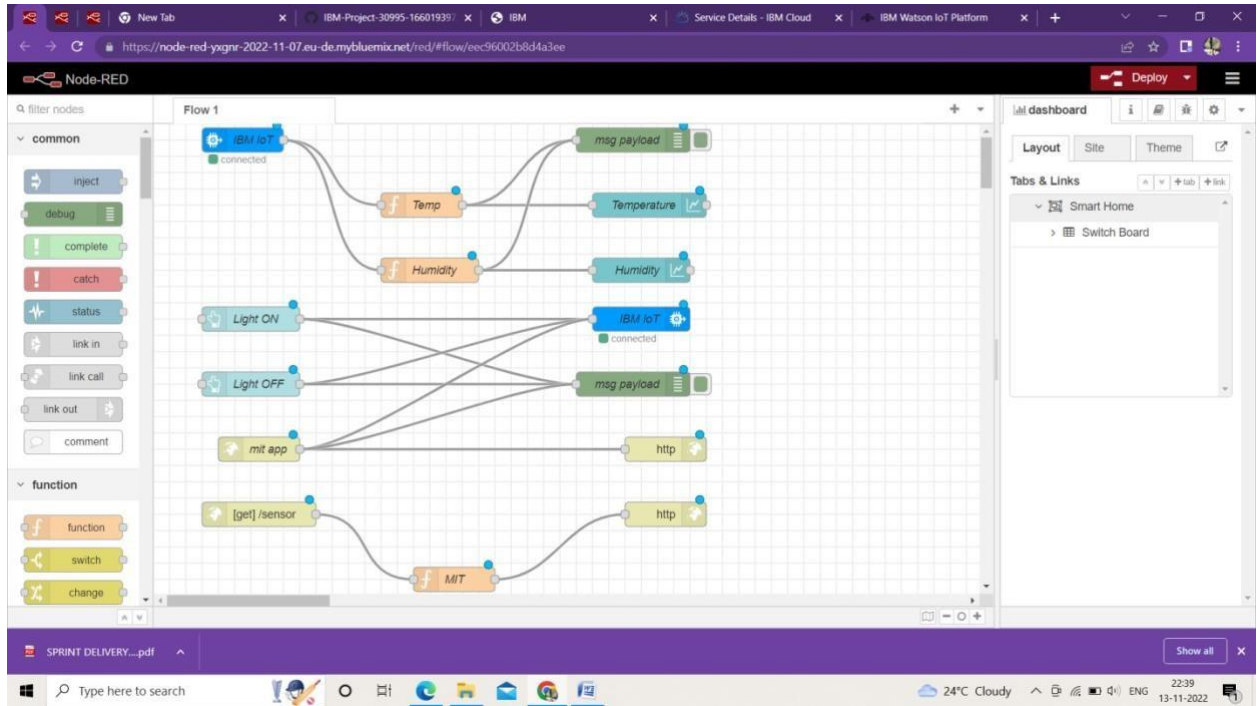 New Tab
IBM-Project-30995-166019397
IBM
Service Details - IBM Cloud
IBM Watson IoT Platform
https://node-red-yxgnr-2022-11-07.eu-de.mybluemix.net/red/#flow/eec96002b8d4a3ee
Node-RED
Deploy
filter nodes
Flow 1
dashboard
common
inject
debug
complete
catch
status
link in
link call
link out
comment
function
function
switch
change
IBM IoT
connected
msg payload
Temp
Temperature
Humidity
Humidity
Light ON
IBM IoT
connected
Light OFF
msg payload
mit app
http
[get] /sensor
http
MIT
Layout
Site
Theme
Tabs & Links
tab
link
Smart Home
Switch Board
SPRINT DELIVERY....pdf
Show all
Type here to search
24°C Cloudy
ENG
22:39
13-11-2022
1